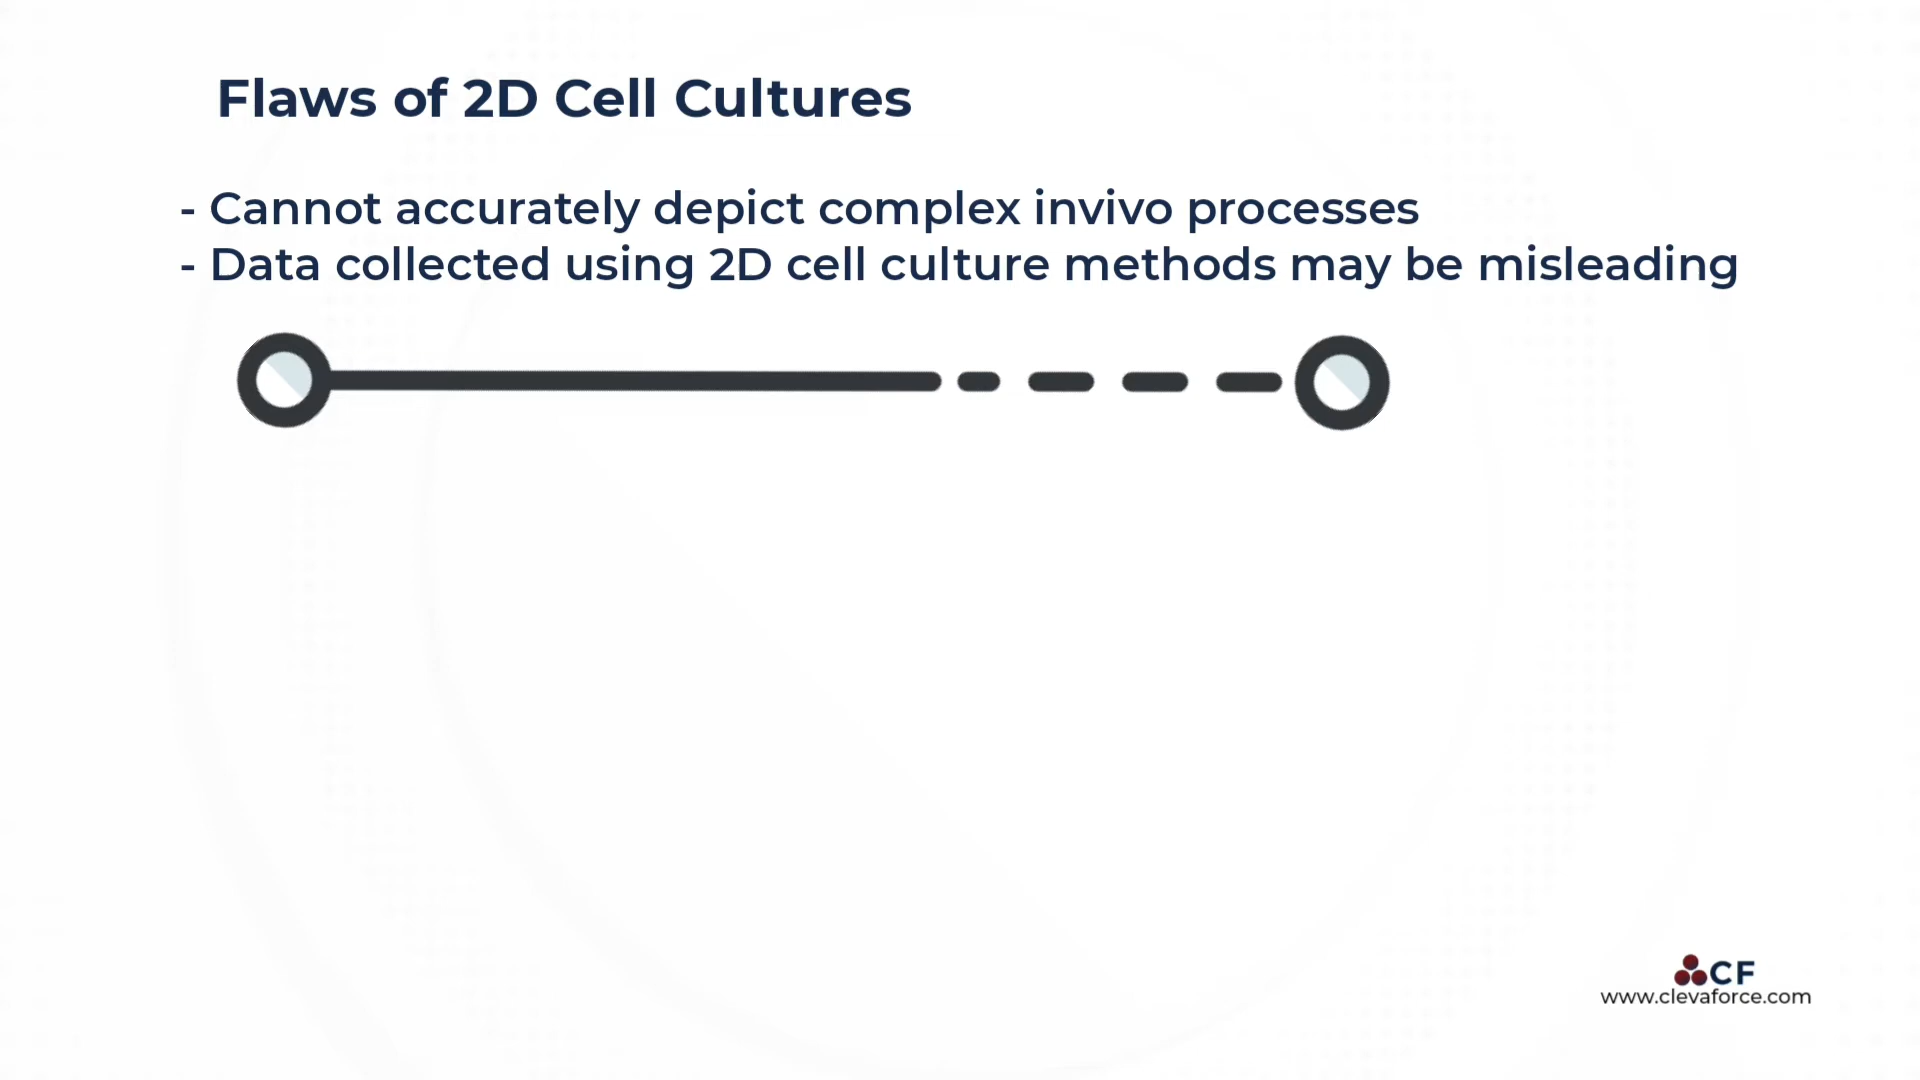 Flaws of 2D Cell Cultures
- Cannot accurately depict complex invivo processes
- Data collected using 2D cell culture methods may be misleading
CF
www.clevaforce.com